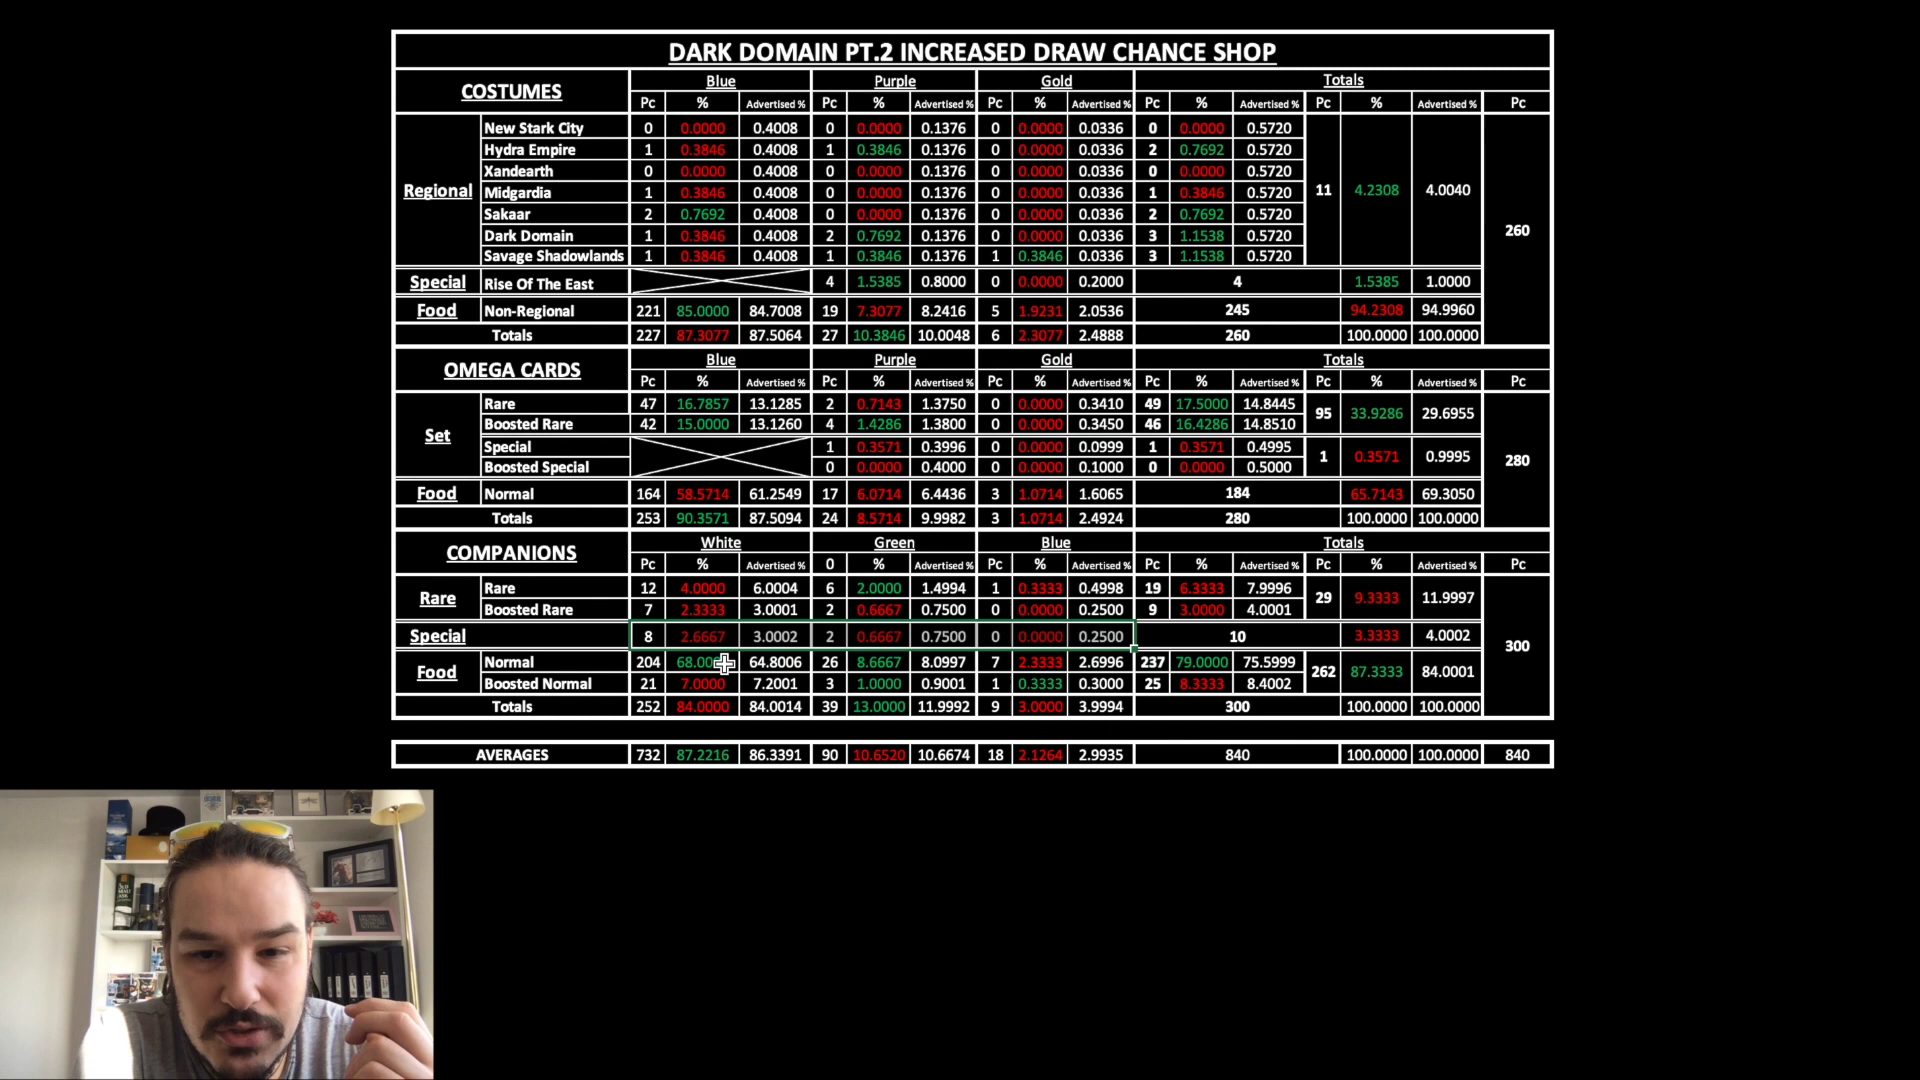 DARK DOMAIN PT.2 INCREASED DRAW CHANCE SHOP
COSTUMES Blue Purple Gold Totals
Pc % Advertised % Pc % Advertised % Pc % Advertised % Pc % Advertised % Pc % Advertised % Pc
Regional New Stark City 0 0.0000 0.4008 0 0.0000 0.1376 0 0.0000 0.0336 0 0.0000 0.5720 11 4.2308 4.0040 260
Hydra Empire 1 0.3846 0.4008 1 0.3846 0.1376 0 0.0000 0.0336 2 0.7692 0.5720
Xandearth 0 0.0000 0.4008 0 0.0000 0.1376 0 0.0000 0.0336 0 0.0000 0.5720
Midgardia 1 0.3846 0.4008 0 0.0000 0.1376 0 0.0000 0.0336 1 0.3846 0.5720
Sakaar 2 0.7692 0.4008 0 0.0000 0.1376 0 0.0000 0.0336 2 0.7692 0.5720
Dark Domain 1 0.3846 0.4008 2 0.7692 0.1376 0 0.0000 0.0336 3 1.1538 0.5720
Savage Shadowlands 1 0.3846 0.4008 1 0.3846 0.1376 1 0.3846 0.0336 3 1.1538 0.5720
Special Rise Of The East 4 1.5385 0.8000 0 0.0000 0.2000 4 1.5385 1.0000
Food Non-Regional 221 85.0000 84.7008 19 7.3077 8.2416 5 1.9231 2.0536 245 94.2308 94.9960
Totals 227 87.3077 87.5064 27 10.3846 10.0048 6 2.3077 2.4888 260 100.0000 100.0000
OMEGA CARDS Blue Purple Gold Totals
Pc % Advertised % Pc % Advertised % Pc % Advertised % Pc % Advertised % Pc % Advertised % Pc
Set Rare 47 16.7857 13.1285 2 0.7143 1.3750 0 0.0000 0.3410 49 17.5000 14.8445 95 33.9286 29.6955 280
Boosted Rare 42 15.0000 13.1260 4 1.4286 1.3800 0 0.0000 0.3450 46 16.4286 14.8510
Special 1 0.3571 0.3996 0 0.0000 0.0999 1 0.3571 0.4995 1 0.3571 0.9995
Boosted Special 0 0.0000 0.4000 0 0.0000 0.1000 0 0.0000 0.5000
Food Normal 164 58.5714 61.2549 17 6.0714 6.4436 3 1.0714 1.6065 184 65.7143 69.3050
Totals 253 90.3571 87.5094 24 8.5714 9.9982 3 1.0714 2.4924 280 100.0000 100.0000
COMPANIONS White Green Blue Totals
Pc % Advertised % 0 % Advertised % Pc % Advertised % Pc % Advertised % Pc % Advertised % Pc
Rare Rare 12 4.0000 6.0004 6 2.0000 1.4994 1 0.3333 0.4998 19 6.3333 7.9996 29 9.3333 11.9997 300
Boosted Rare 7 2.3333 3.0001 2 0.6667 0.7500 0 0.0000 0.2500 9 3.0000 4.0001
Special 8 2.6667 3.0002 2 0.6667 0.7500 0 0.0000 0.2500 10 3.3333 4.0002
Food Normal 204 68.00 64.8006 26 8.6667 8.0997 7 2.3333 2.6996 237 79.0000 75.5999 262 87.3333 84.0001
Boosted Normal 21 7.0000 7.2001 3 1.0000 0.9001 1 0.3333 0.3000 25 8.3333 8.4002
Totals 252 84.0000 84.0014 39 13.0000 11.9992 9 3.0000 3.9994 300 100.0000 100.0000
AVERAGES 732 87.2216 86.3391 90 10.6520 10.6674 18 2.1264 2.9935 840 100.0000 100.0000 840